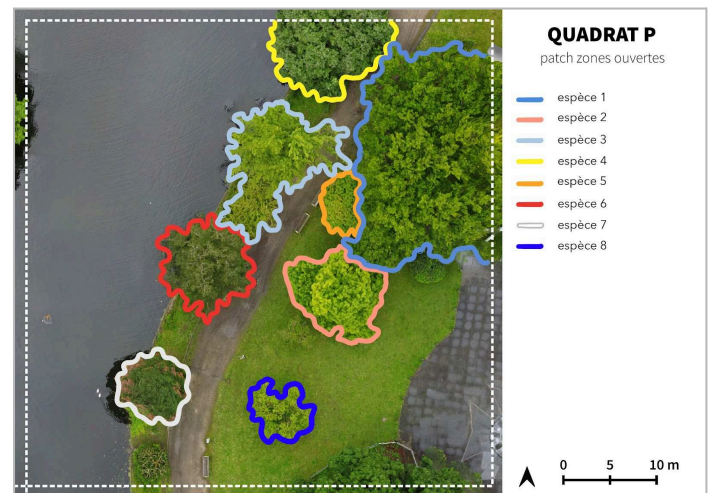 QUADRAT P
patch zones ouvertes
espèce 1
espèce 2
espèce 3
espèce 4
espèce 5
espèce 6
espèce 7
espèce 8
0 5 10 m